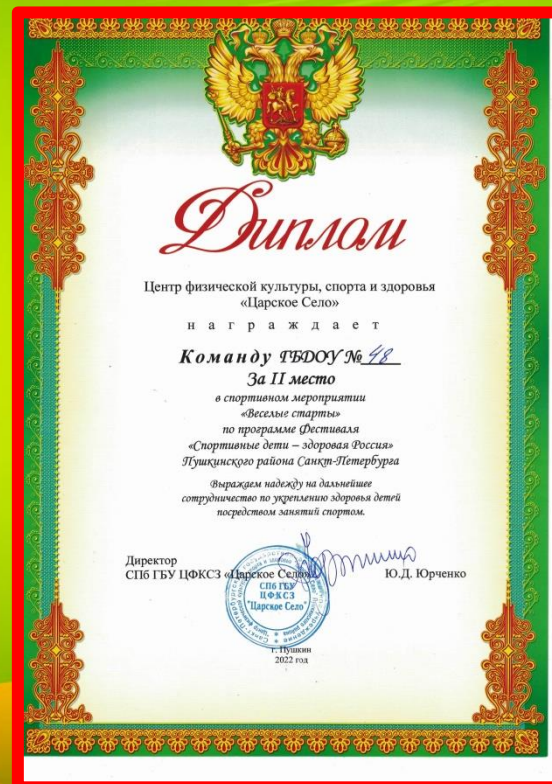 Диплом
Центр физической культуры, спорта и здоровья
«Царское Село»
н а г р а ж д а е т
Команду ГБДОУ № 48
За II место
в спортивном мероприятии
«Веселые старты»
по программе Фестиваля
«Спортивные дети – здоровая Россия»
Пушкинского района Санкт-Петербурга
Выражаем надежду на дальнейшее
сотрудничество по укреплению здоровья детей
посредством занятий спортом.
Директор
СПб ГБУ ЦФКСЗ «Царское Село» Ю.Д. Юрченко
СПб ГБУ
ЦФКСЗ
"Царское Село"
г. Пушкин
2022 год